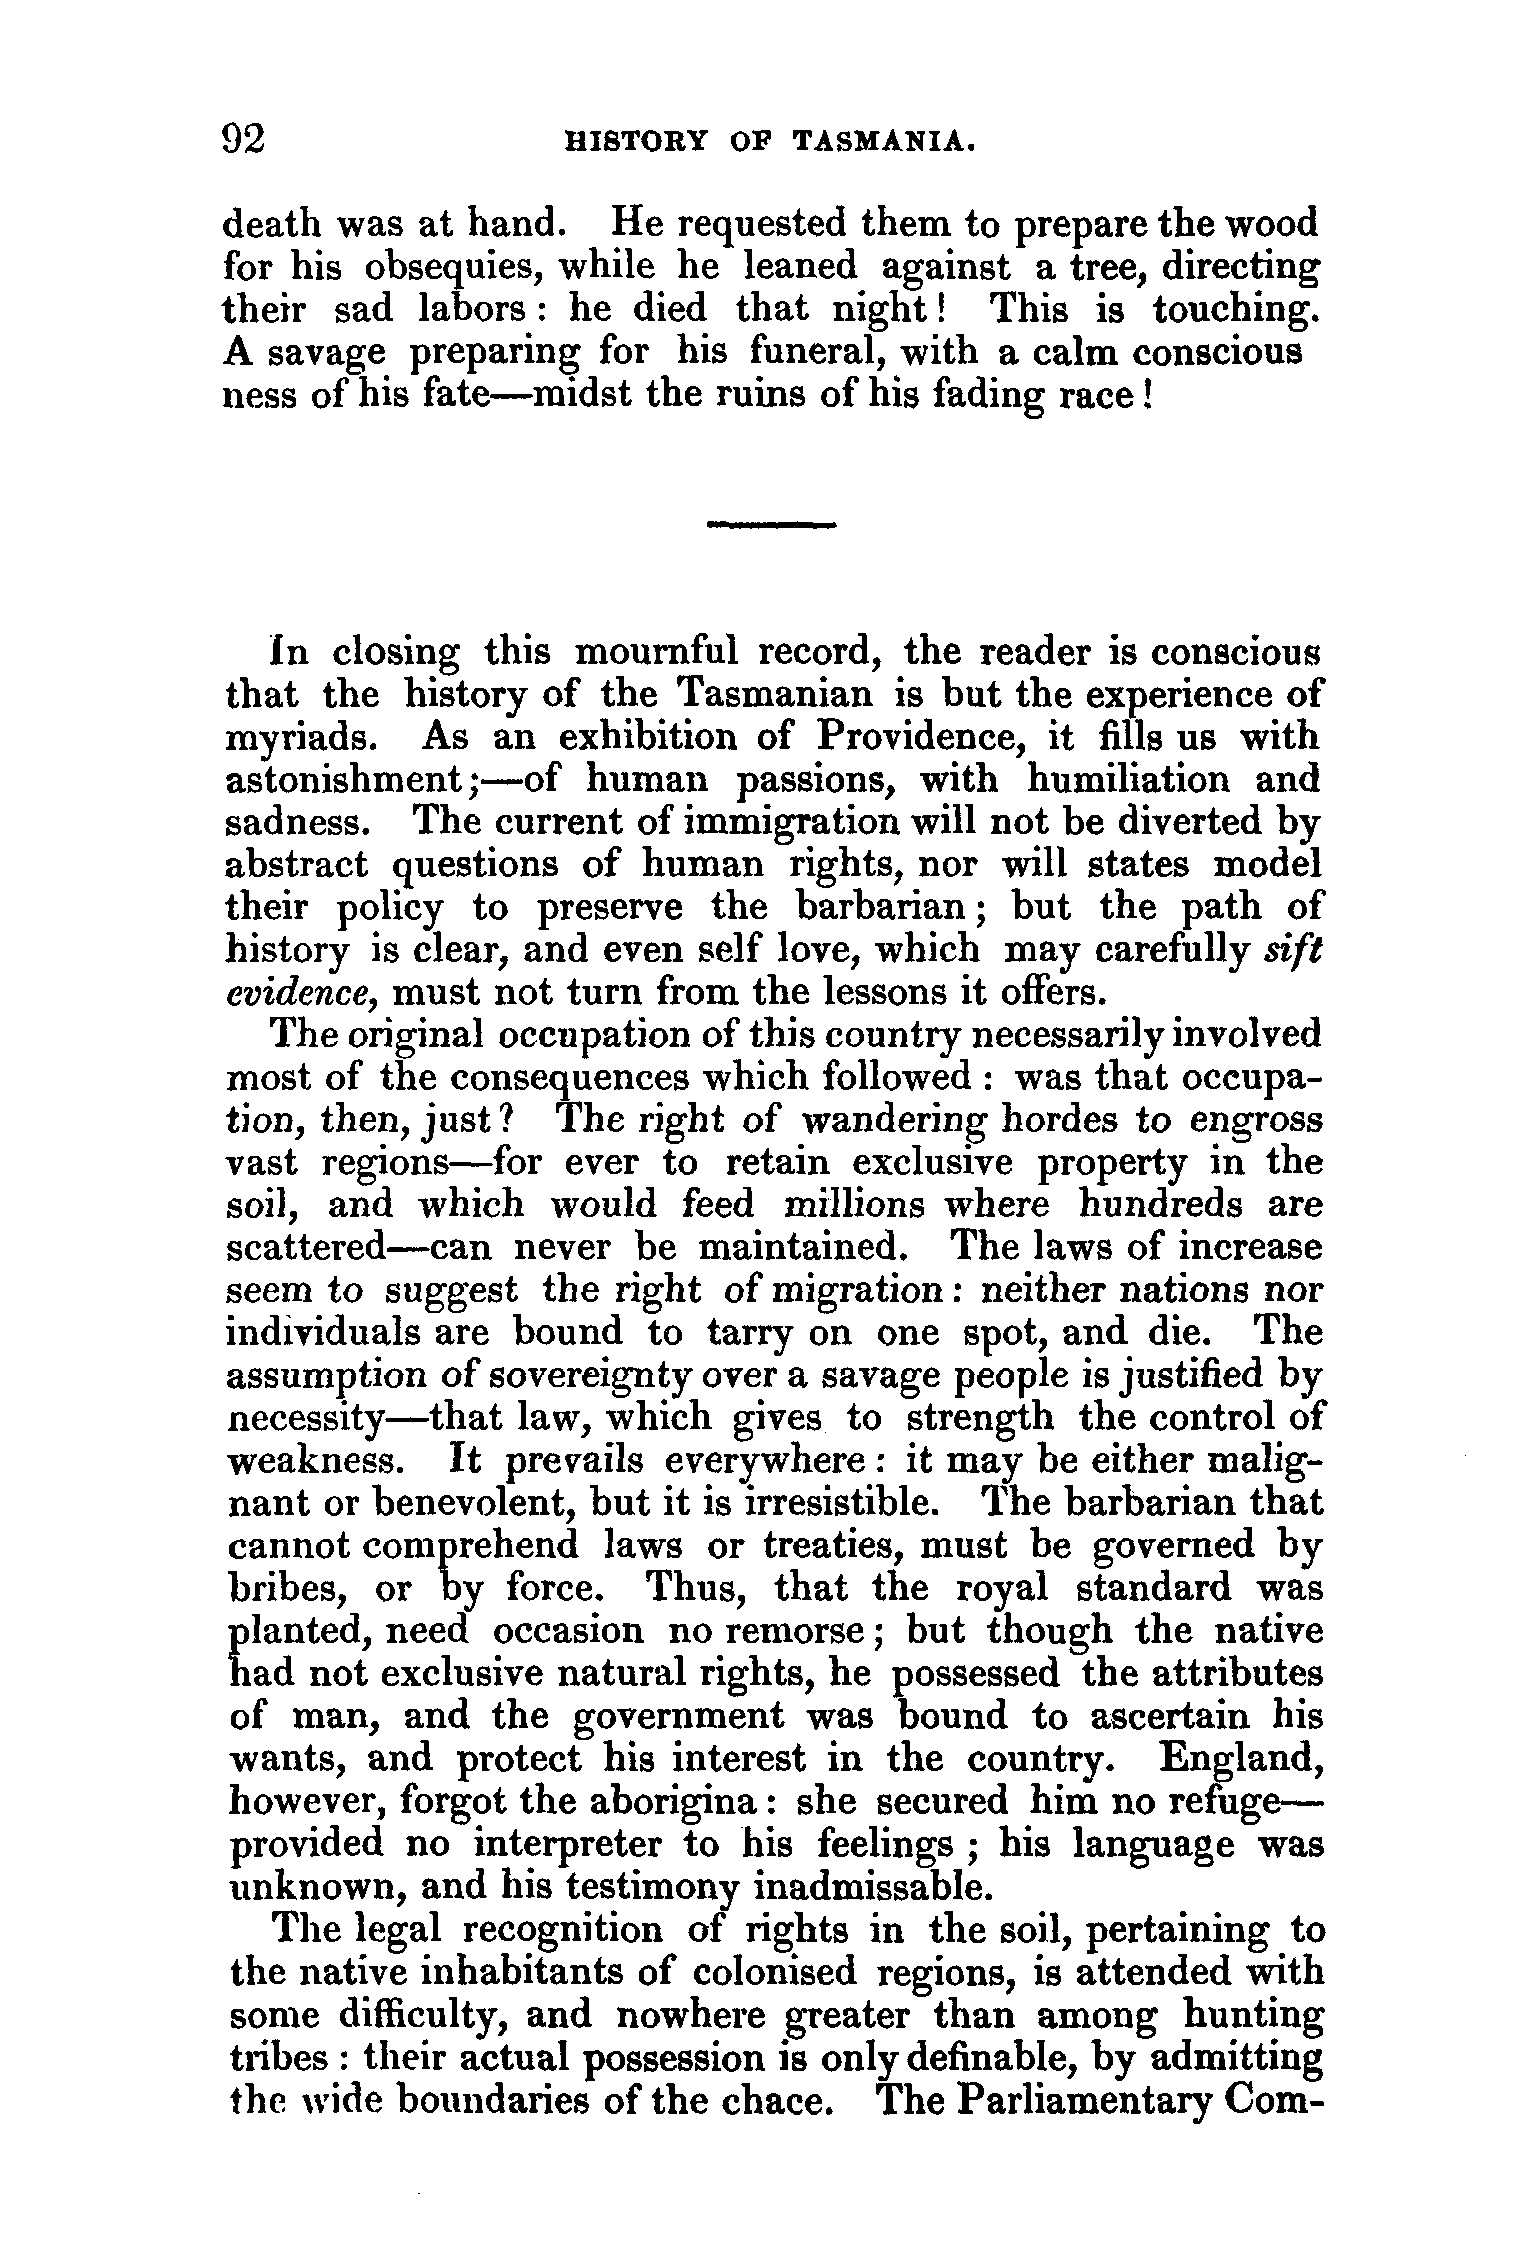 92 HISTORY OF TASMANIA.
death was at hand. He requested them to prepare the wood
for his obsequies, while he leaned against a tree, directing
their sad labors : he died that night ! This is touching.
A savage preparing for his funeral, with a calm conscious
ness of his fate—midst the ruins of his fading race !
In closing this mournful record, the reader is conscious
that the history of the Tasmanian is but the experience of
myriads. As an exhibition of Providence, it fills us with
astonishment ;—of human passions, with humiliation and
sadness. The current of immigration will not be diverted by
abstract questions of human rights, nor will states model
their policy to preserve the barbarian ; but the path of
history is clear, and even self love, which may carefully sift
evidence, must not turn from the lessons it offers.
The original occupation of this country necessarily involved
most of the consequences which followed : was that occupa-
tion, then, just ? The right of wandering hordes to engross
vast regions—for ever to retain exclusive property in the
soil, and which would feed millions where hundreds are
scattered—can never be maintained. The laws of increase
seem to suggest the right of migration : neither nations nor
individuals are bound to tarry on one spot, and die. The
assumption of sovereignty over a savage people is justified by
necessity—that law, which gives to strength the control of
weakness. It prevails everywhere : it may be either malig-
nant or benevolent, but it is irresistible. The barbarian that
cannot comprehend laws or treaties, must be governed by
bribes, or by force. Thus, that the royal standard was
planted, need occasion no remorse ; but though the native
had not exclusive natural rights, he possessed the attributes
of man, and the government was bound to ascertain his
wants, and protect his interest in the country. England,
however, forgot the aborigina : she secured him no refuge—
provided no interpreter to his feelings ; his language was
unknown, and his testimony inadmissable.
The legal recognition of rights in the soil, pertaining to
the native inhabitants of colonised regions, is attended with
some difficulty, and nowhere greater than among hunting
tribes : their actual possession is only definable, by admitting
the wide boundaries of the chace. The Parliamentary Com-